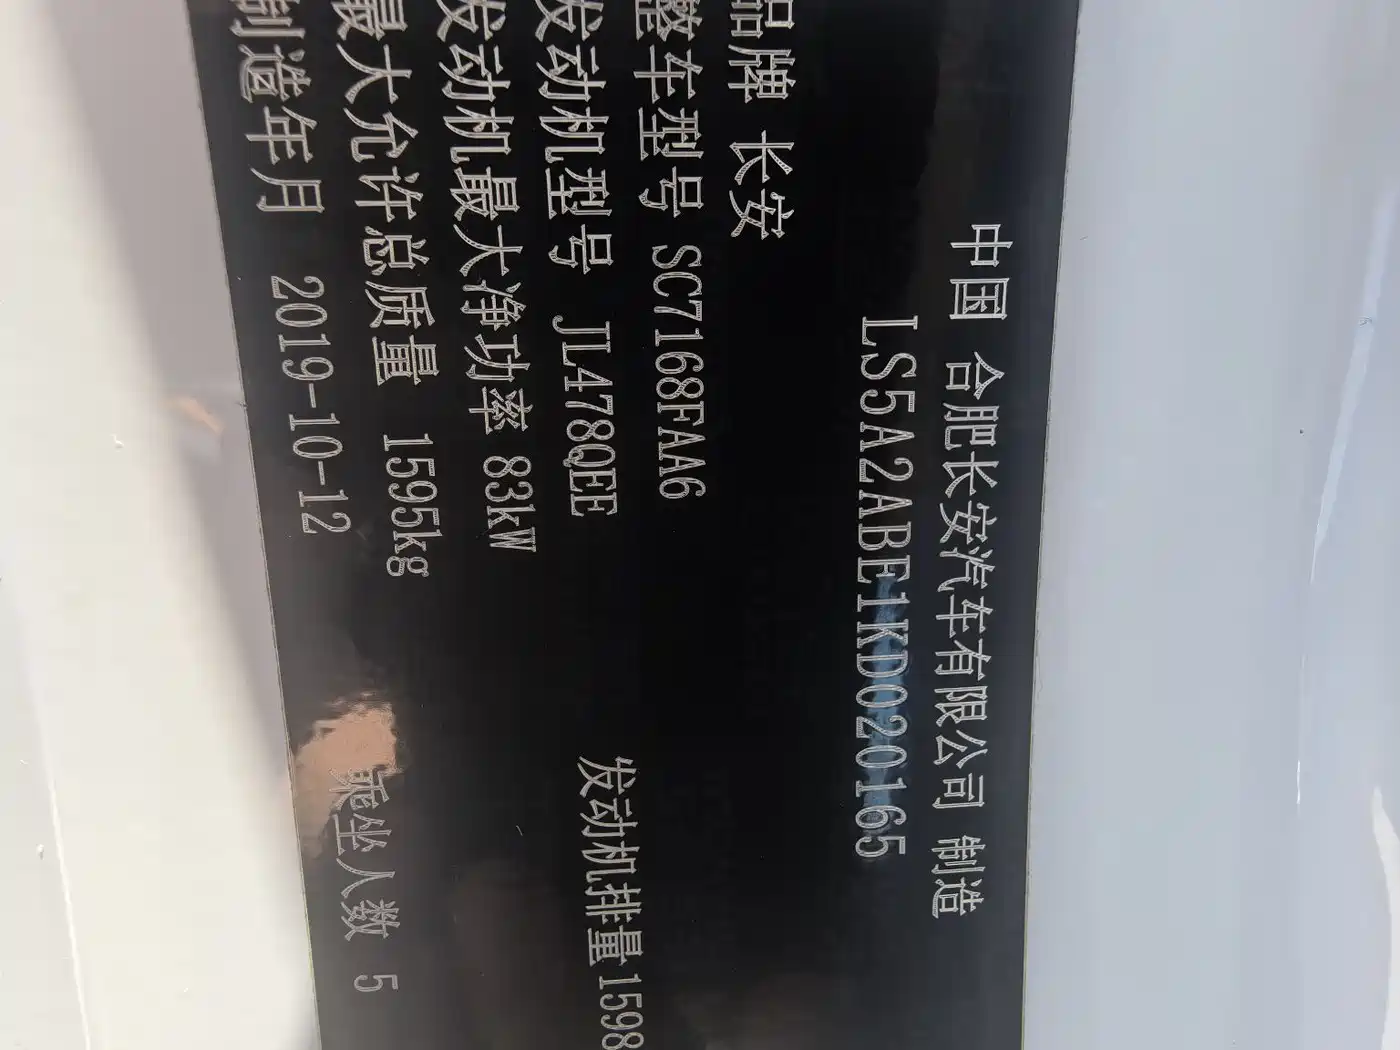 中国 合肥长安汽车有限公司 制造
LS5A2ABE1KD020165
品牌 长安
整车型号 SC7168FAA6
发动机型号 JL478QEE 发动机排量 1598
发动机最大净功率 83kW
最大允许总质量 1595kg 乘坐人数 5
制造年月 2019-10-12